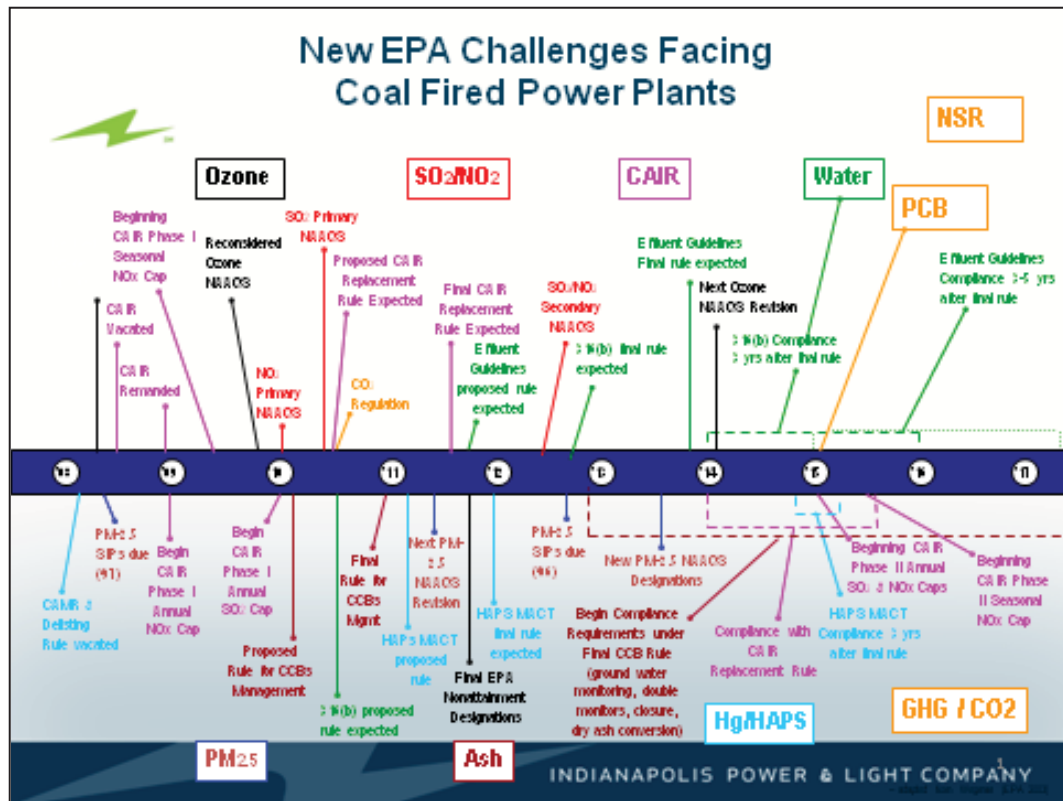 New EPA Challenges Facing
Coal Fired Power Plants
NSR
Ozone
SO2/NO2
CAIR
Water
PCB
Beginning
CAIR Phase I
Seasonal
NOx Cap
Reconsidered
Ozone
NAAQS
SO2 Primary
NAAQS
Proposed CAIR
Replacement
Rule Expected
Effluent Guidelines
Final rule expected
Effluent Guidelines
Compliance 3-5 yrs
after final rule
CAIR
Vacated
CAIR
Remanded
NO2
Primary
NAAQS
CO2
Regulation
Final CAIR
Replacement
Rule Expected
Effluent
Guidelines
proposed rule
expected
SO2/NO2
Secondary
NAAQS
316(b) final rule
expected
Next Ozone
NAAQS Revision
316(b) Compliance
3 yrs after final rule
'08
'09
'10
'11
'12
'13
'14
'15
'16
'17
CAMR &
Delisting
Rule vacated
PM-2.5
SIPs due
Begin
CAIR
Phase I
Annual
NOx Cap
Begin
CAIR
Phase I
Annual
SO2 Cap
Proposed
Rule for CCBs
Management
316(b) proposed
rule expected
Final
Rule for
CCBs
Mgmt
HAPs MACT
proposed
rule
Next PM-
2.5
NAAQS
Revision
Final EPA
Nonattainment
Designations
HAPS MACT
final rule
expected
PM-2.5
SIPs due
New PM-2.5 NAAQS
Designations
Begin Compliance
Requirements under
Final CCB Rule
(ground water
monitoring, double
monitors, closure,
dry ash conversion)
Compliance with
CAIR
Replacement Rule
Beginning CAIR
Phase II Annual
SO2 & NOx Caps
HAPS MACT
Compliance 3 yrs
after final rule
Beginning
CAIR Phase
II Seasonal
NOx Cap
PM2.5
Ash
Hg/HAPS
GHG / CO2
1
INDIANAPOLIS POWER & LIGHT COMPANY